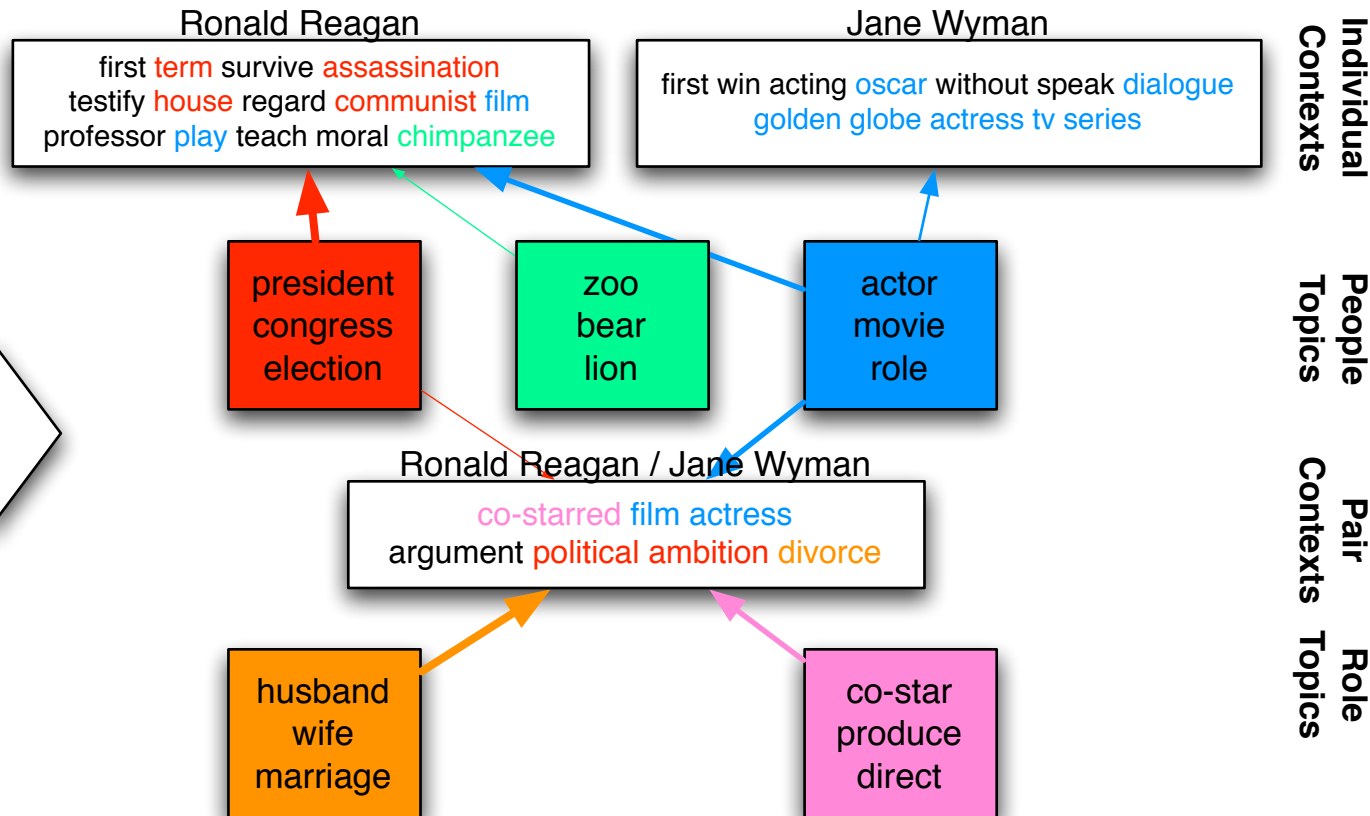 Ronald Reagan
first term survive assassination
testify house regard communist film
professor play teach moral chimpanzee
Jane Wyman
first win acting oscar without speak dialogue
golden globe actress tv series
Individual
Contexts
president
congress
election
zoo
bear
lion
actor
movie
role
People
Topics
Ronald Reagan / Jane Wyman
co-starred film actress
argument political ambition divorce
Pair
Contexts
husband
wife
marriage
co-star
produce
direct
Role
Topics